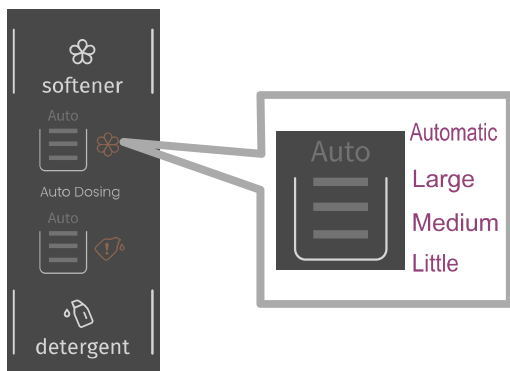 softener
Auto
Auto Dosing
Auto
detergent
Auto
Automatic
Large
Medium
Little